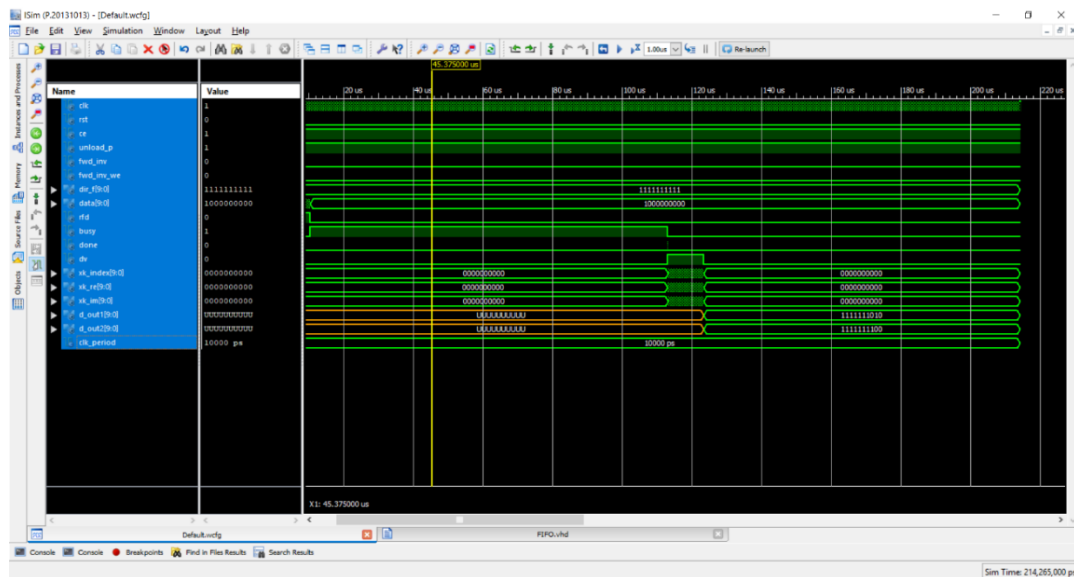 ISim (P.20131013) - [Default.wcfg]
File Edit View Simulation Window Layout Help
1.00us Re-launch
45.375000 us
Name Value
20 us 40 us 60 us 80 us 100 us 120 us 140 us 160 us 180 us 200 us 220 us
clk 1
rst 0
ce 1
unload_p 1
fwd_inv 0
fwd_inv_we 0
dir_f[9:0] 1111111111 1111111111
data[9:0] 1000000000 1000000000
rfd 0
busy 1
done 0
dv 0
xk_index[9:0] 0000000000 0000000000 0000000000
xk_re[9:0] 0000000000 0000000000 0000000000
xk_im[9:0] 0000000000 0000000000 0000000000
d_out1[9:0] UUUUUUUUUU UUUUUUUUUU 1111111010
d_out2[9:0] UUUUUUUUUU UUUUUUUUUU 1111111100
clk_period 10000 ps 10000 ps
X1: 45.375000 us
Instances and Processes
Memory
Source Files
Objects
Default.wcfg FIFO.vhd
Console Console Breakpoints Find in Files Results Search Results
Sim Time: 214,265,000 ps